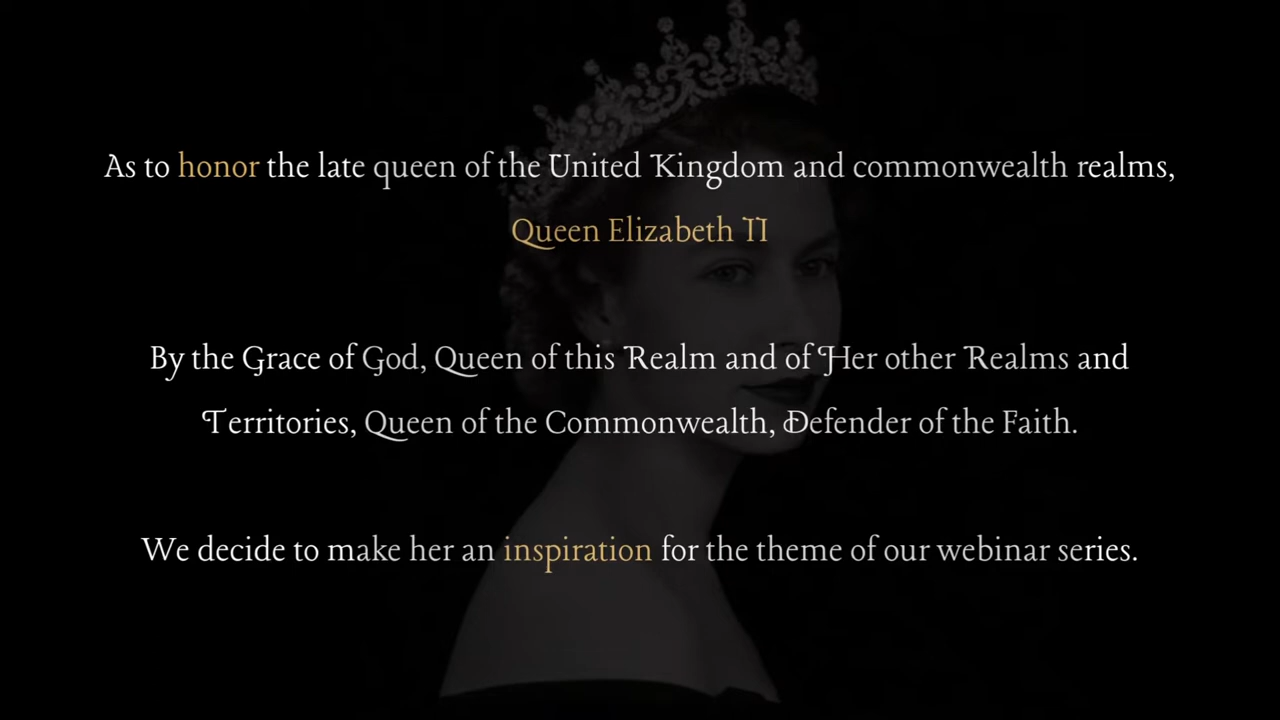 As to honor the late queen of the United Kingdom and commonwealth realms,
Queen Elizabeth II
By the Grace of God, Queen of this Realm and of Her other Realms and
Territories, Queen of the Commonwealth, Defender of the Faith.
We decide to make her an inspiration for the theme of our webinar series.